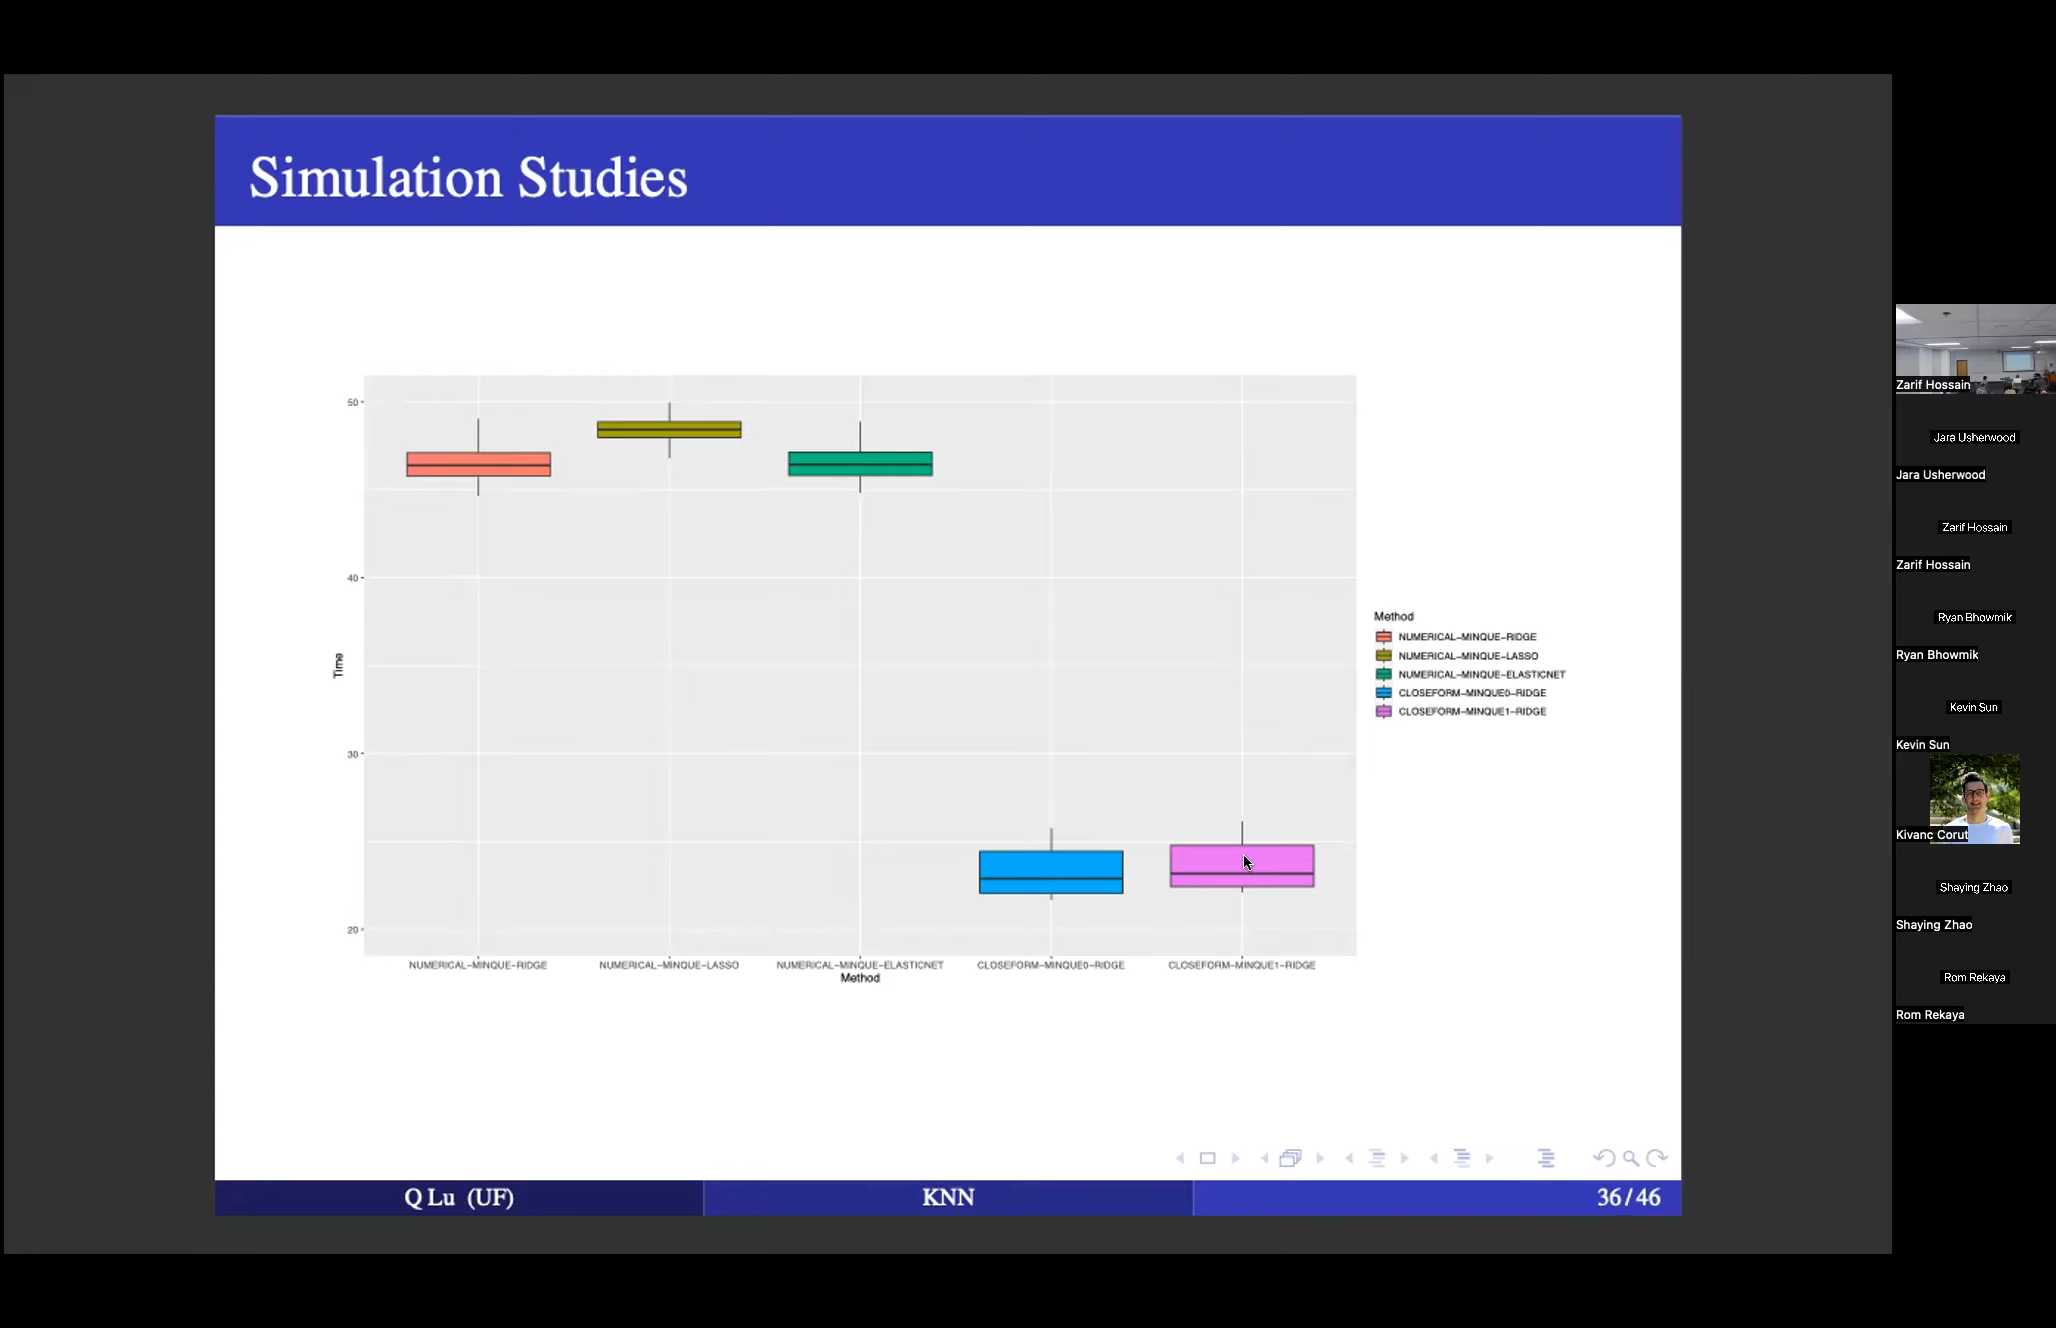 Simulation Studies
50
40
30
20
Time
NUMERICAL-MINQUE-RIDGE
NUMERICAL-MINQUE-LASSO
NUMERICAL-MINQUE-ELASTICNET
CLOSEFORM-MINQUE0-RIDGE
CLOSEFORM-MINQUE1-RIDGE
Method
Method
NUMERICAL-MINQUE-RIDGE
NUMERICAL-MINQUE-LASSO
NUMERICAL-MINQUE-ELASTICNET
CLOSEFORM-MINQUE0-RIDGE
CLOSEFORM-MINQUE1-RIDGE
Q Lu (UF)
KNN
36 / 46
Zarif Hossain
Jara Usherwood
Jara Usherwood
Zarif Hossain
Zarif Hossain
Ryan Bhowmik
Ryan Bhowmik
Kevin Sun
Kevin Sun
Kivanc Corut
Shaying Zhao
Shaying Zhao
Rom Rekaya
Rom Rekaya